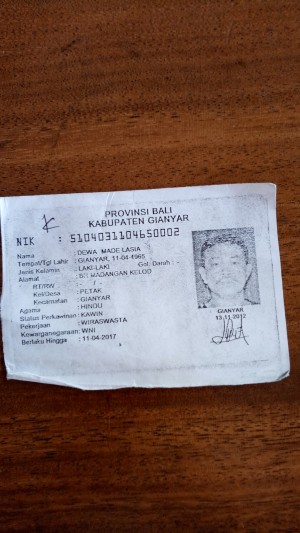 PROVINSI BALI
KABUPATEN GIANYAR
NIK : 5104031104650002
Nama : DEWA MADE LASIA
Tempat/Tgl Lahir : GIANYAR, 11-04-1965
Jenis Kelamin : LAKI-LAKI Gol. Darah : -
Alamat : BR MADANGAN KELOD
RT/RW : - / -
Kel/Desa : PETAK
Kecamatan : GIANYAR
Agama : HINDU
Status Perkawinan : KAWIN
Pekerjaan : WIRASWASTA
Kewarganegaraan : WNI
Berlaku Hingga : 11-04-2017
GIANYAR
13-11-2012